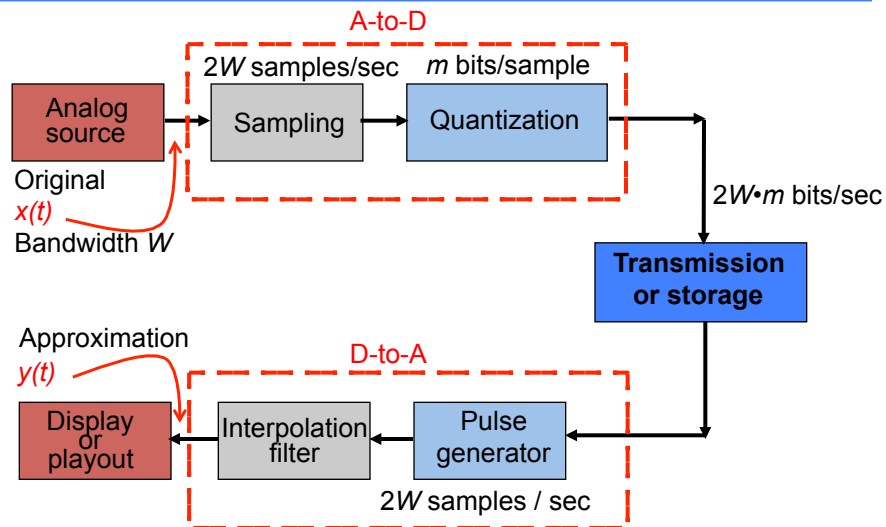 A-to-D
2W samples/sec
m bits/sample
Analog
source
Sampling
Quantization
Original
x(t)
Bandwidth W
2W•m bits/sec
Transmission
or storage
Approximation
y(t)
D-to-A
Display
or
playout
Interpolation
filter
Pulse
generator
2W samples / sec